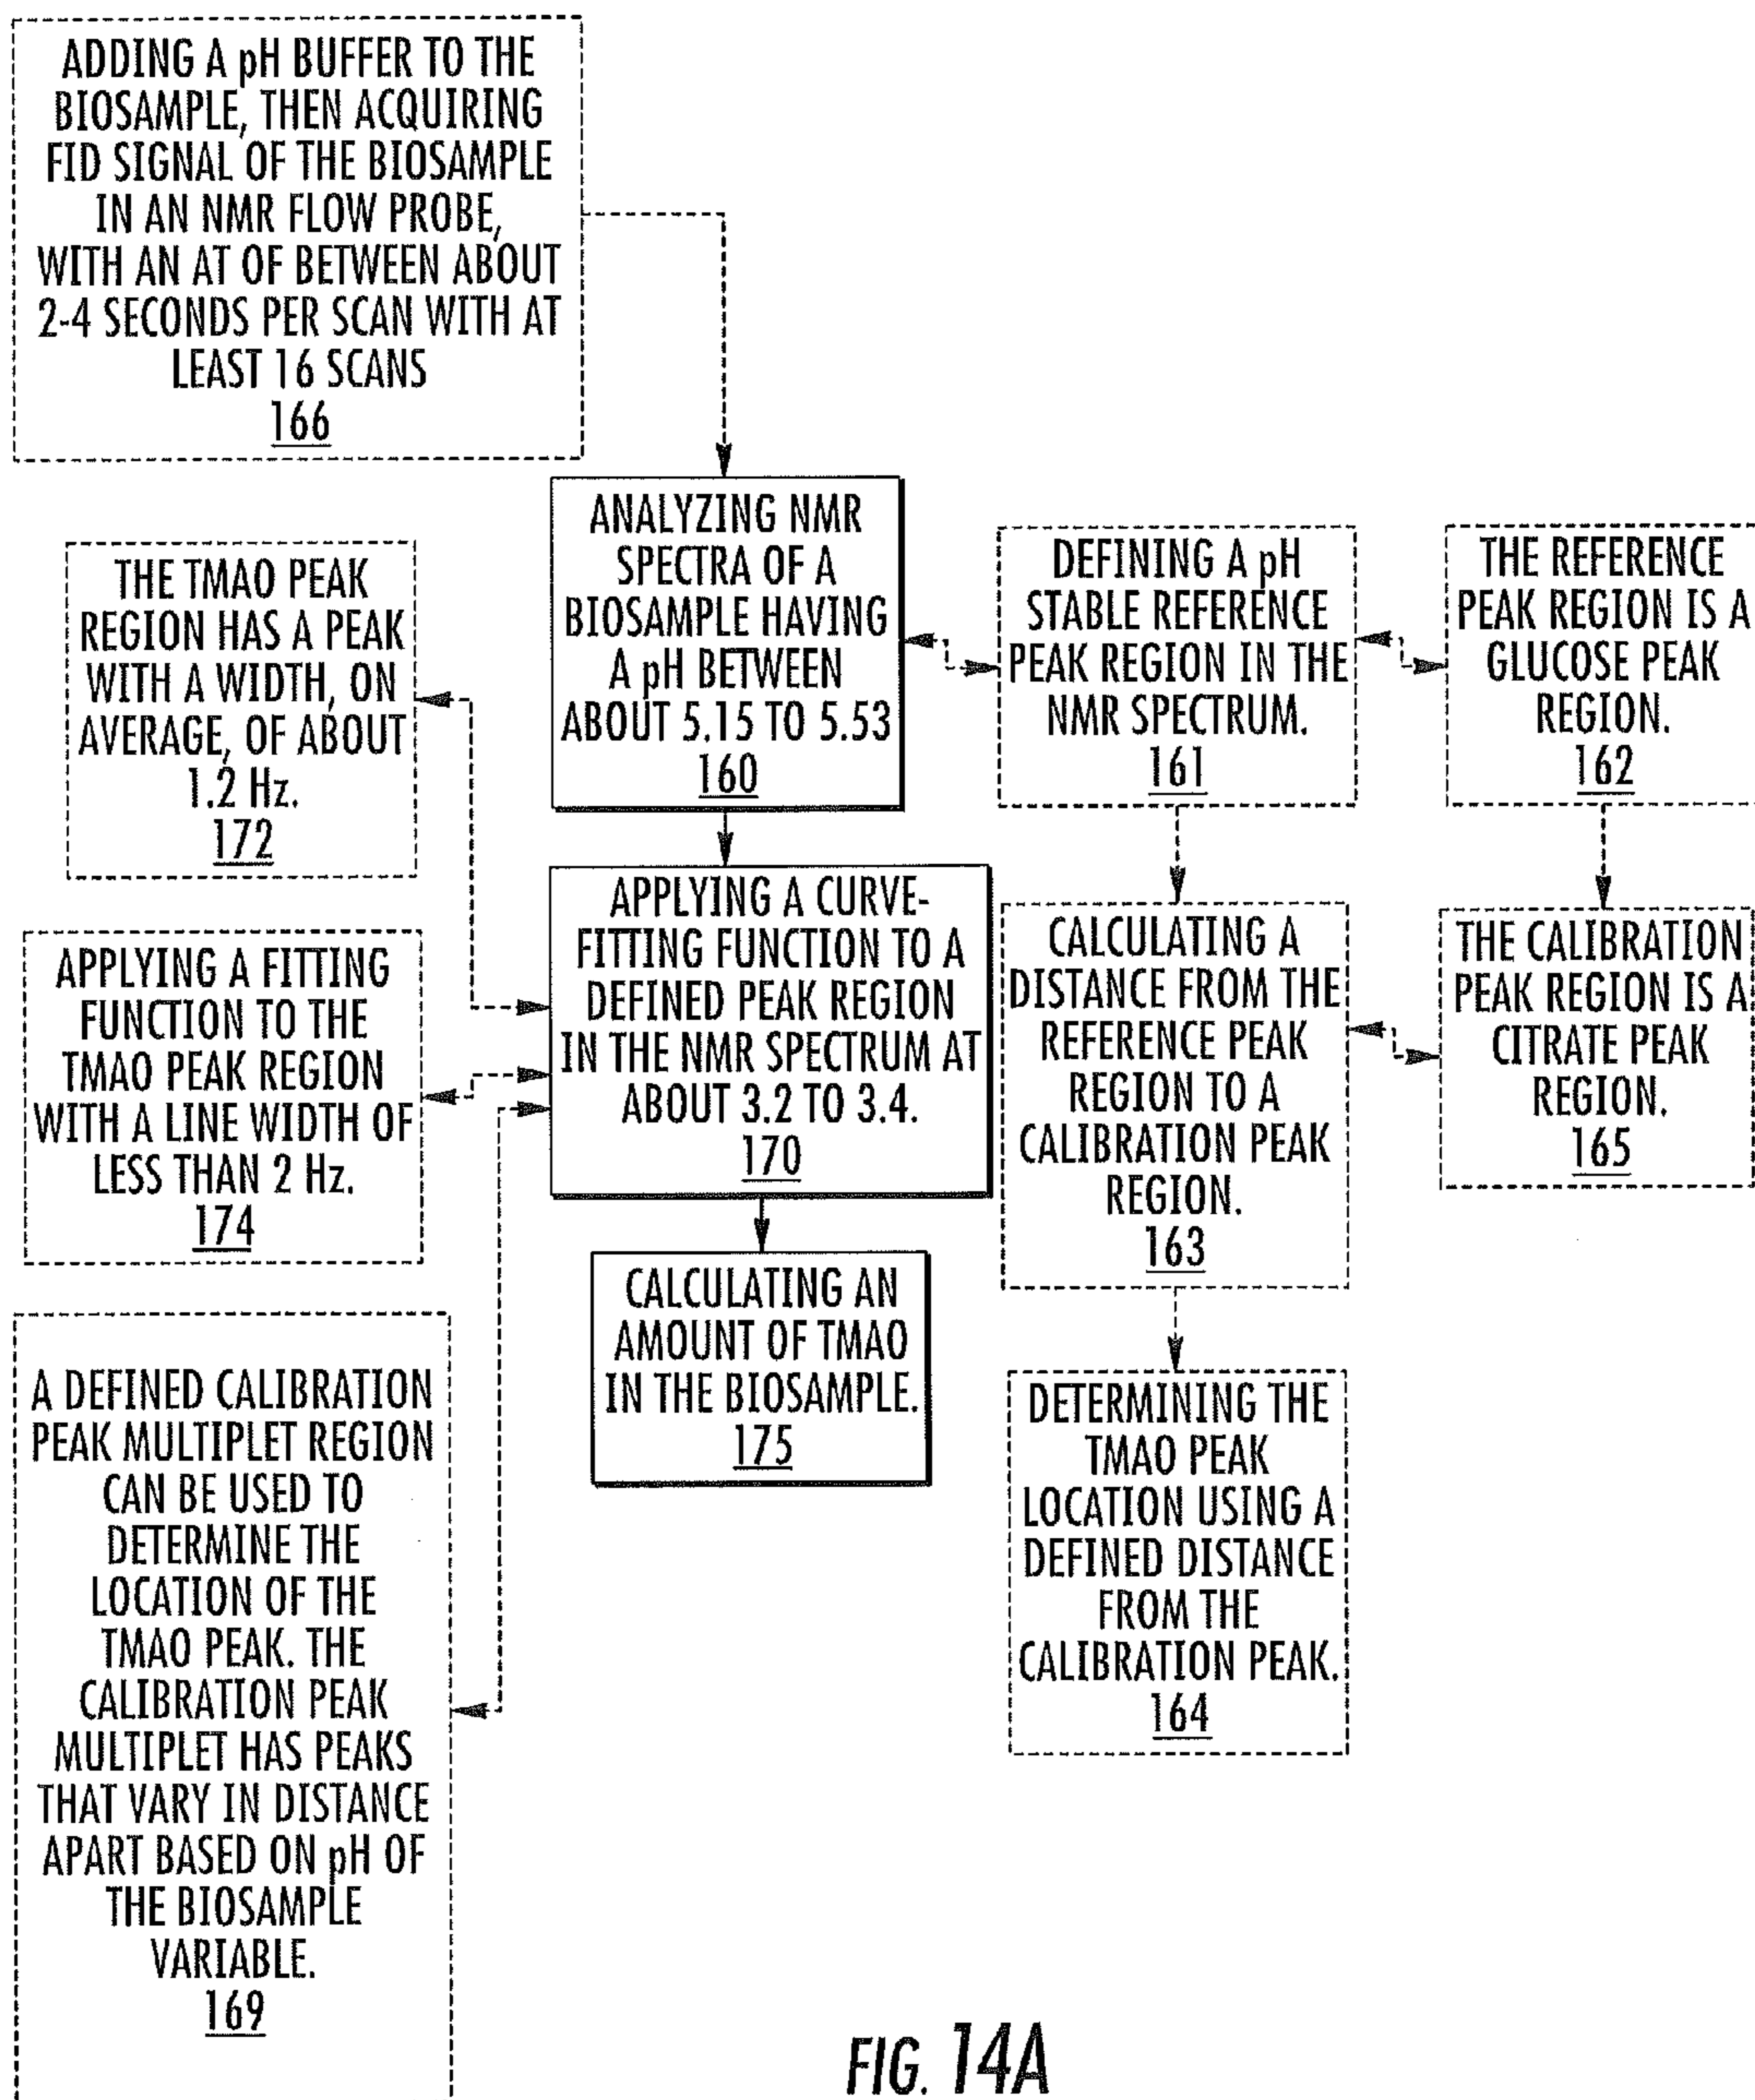 ADDING A pH BUFFER TO THE
BIOSAMPLE, THEN ACQUIRING
FID SIGNAL OF THE BIOSAMPLE
IN AN NMR FLOW PROBE,
WITH AN AT OF BETWEEN ABOUT
2-4 SECONDS PER SCAN WITH AT
LEAST 16 SCANS
166
ANALYZING NMR
SPECTRA OF A
BIOSAMPLE HAVING
A pH BETWEEN
ABOUT 5.15 TO 5.53
160
DEFINING A pH
STABLE REFERENCE
PEAK REGION IN THE
NMR SPECTRUM.
161
THE REFERENCE
PEAK REGION IS A
GLUCOSE PEAK
REGION.
162
THE TMAO PEAK
REGION HAS A PEAK
WITH A WIDTH, ON
AVERAGE, OF ABOUT
1.2 Hz.
172
APPLYING A CURVE-
FITTING FUNCTION TO A
DEFINED PEAK REGION
IN THE NMR SPECTRUM AT
ABOUT 3.2 TO 3.4.
170
CALCULATING A
DISTANCE FROM THE
REFERENCE PEAK
REGION TO A
CALIBRATION PEAK
REGION.
163
THE CALIBRATION
PEAK REGION IS A
CITRATE PEAK
REGION.
165
APPLYING A FITTING
FUNCTION TO THE
TMAO PEAK REGION
WITH A LINE WIDTH OF
LESS THAN 2 Hz.
174
CALCULATING AN
AMOUNT OF TMAO
IN THE BIOSAMPLE.
175
DETERMINING THE
TMAO PEAK
LOCATION USING A
DEFINED DISTANCE
FROM THE
CALIBRATION PEAK.
164
A DEFINED CALIBRATION
PEAK MULTIPLET REGION
CAN BE USED TO
DETERMINE THE
LOCATION OF THE
TMAO PEAK. THE
CALIBRATION PEAK
MULTIPLET HAS PEAKS
THAT VARY IN DISTANCE
APART BASED ON pH OF
THE BIOSAMPLE
VARIABLE.
169
FIG. 14A